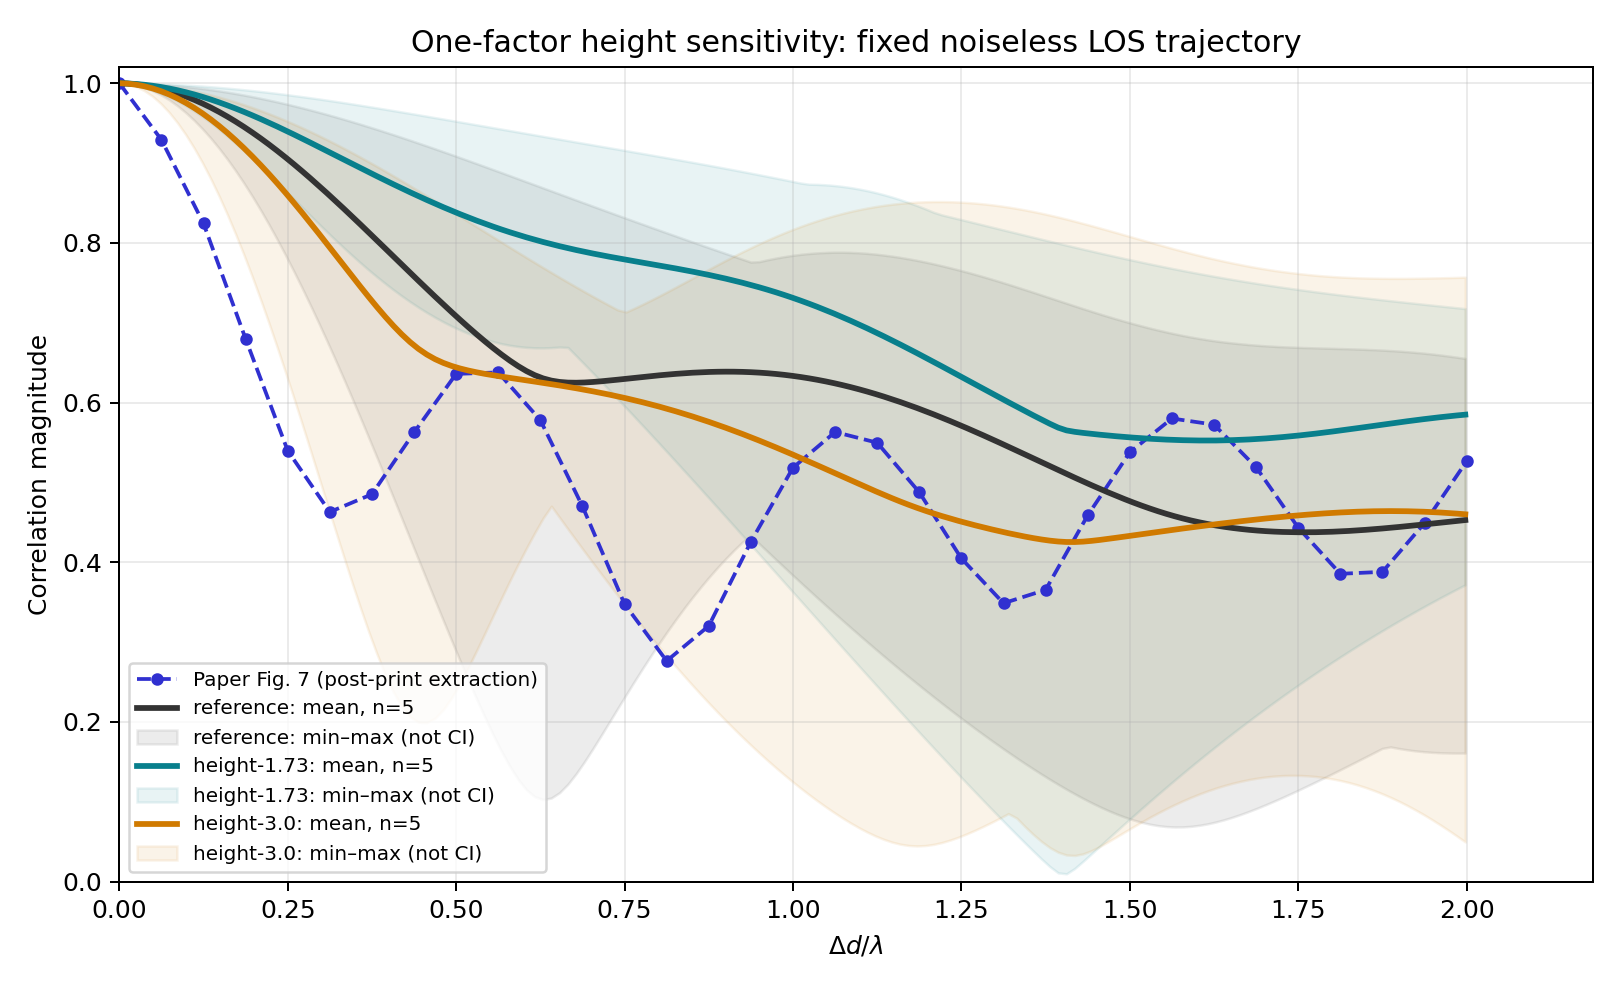 One-factor height sensitivity: fixed noiseless LOS trajectory
Correlation magnitude
1.0
0.8
0.6
0.4
0.2
0.0
Paper Fig. 7 (post-print extraction)
reference: mean, n=5
reference: min–max (not CI)
height-1.73: mean, n=5
height-1.73: min–max (not CI)
height-3.0: mean, n=5
height-3.0: min–max (not CI)
0.00 0.25 0.50 0.75 1.00 1.25 1.50 1.75 2.00
Δd/λ